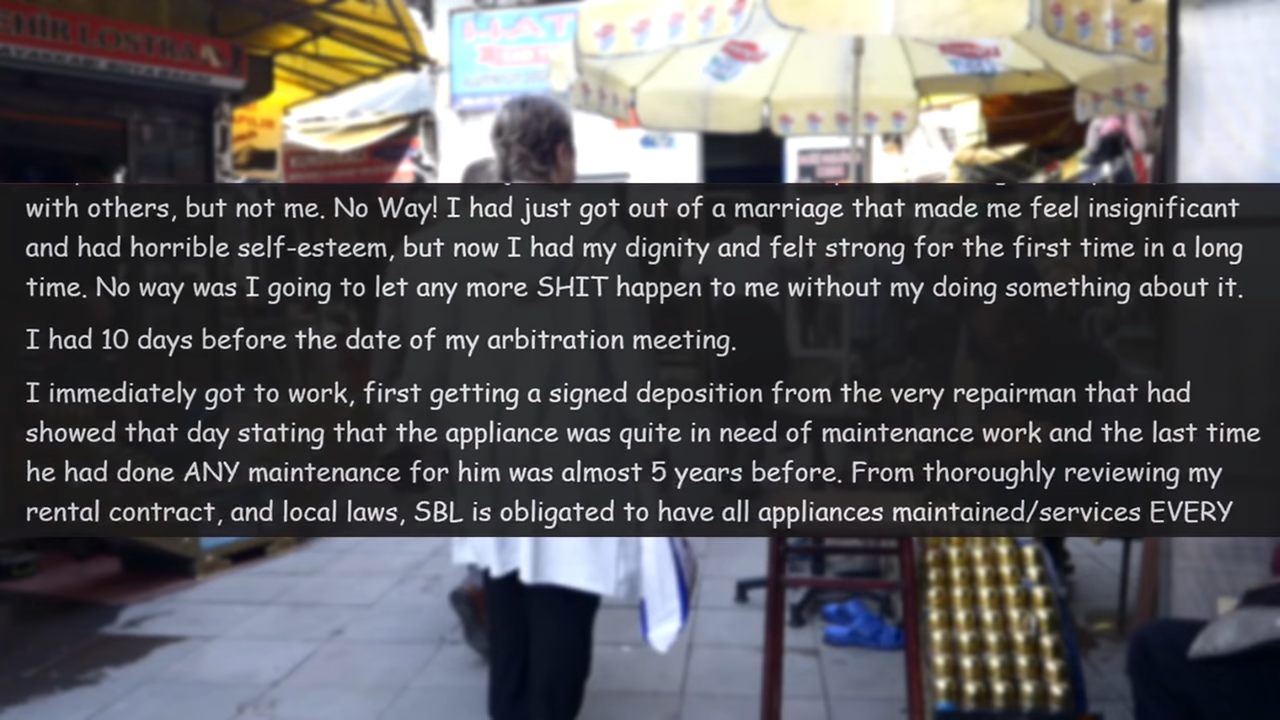 HAT
with others, but not me. No Way! I had just got out of a marriage that made me feel insignificant
and had horrible self-esteem, but now I had my dignity and felt strong for the first time in a long
time. No way was I going to let any more SHIT happen to me without my doing something about it.
I had 10 days before the date of my arbitration meeting.
I immediately got to work, first getting a signed deposition from the very repairman that had
showed that day stating that the appliance was quite in need of maintenance work and the last time
he had done ANY maintenance for him was almost 5 years before. From thoroughly reviewing my
rental contract, and local laws, SBL is obligated to have all appliances maintained/services EVERY